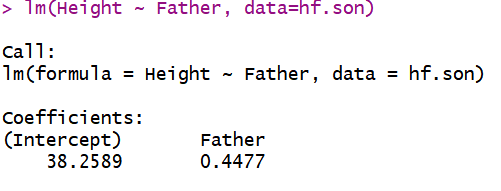 > lm(Height ~ Father, data=hf.son)
Call:
lm(formula = Height ~ Father, data = hf.son)
Coefficients:
(Intercept)       Father
    38.2589       0.4477